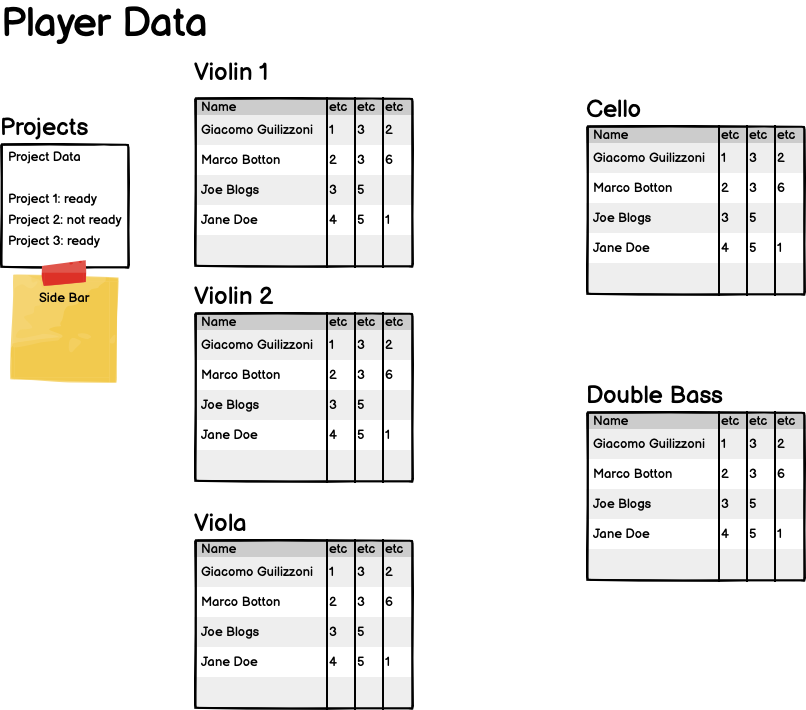 Player Data
Projects
Project Data
Project 1: ready
Project 2: not ready
Project 3: ready
Side Bar
Violin 1
Name etc etc etc
Giacomo Guilizzoni 1 3 2
Marco Botton 2 3 6
Joe Blogs 3 5
Jane Doe 4 5 1
Violin 2
Name etc etc etc
Giacomo Guilizzoni 1 3 2
Marco Botton 2 3 6
Joe Blogs 3 5
Jane Doe 4 5 1
Viola
Name etc etc etc
Giacomo Guilizzoni 1 3 2
Marco Botton 2 3 6
Joe Blogs 3 5
Jane Doe 4 5 1
Cello
Name etc etc etc
Giacomo Guilizzoni 1 3 2
Marco Botton 2 3 6
Joe Blogs 3 5
Jane Doe 4 5 1
Double Bass
Name etc etc etc
Giacomo Guilizzoni 1 3 2
Marco Botton 2 3 6
Joe Blogs 3 5
Jane Doe 4 5 1